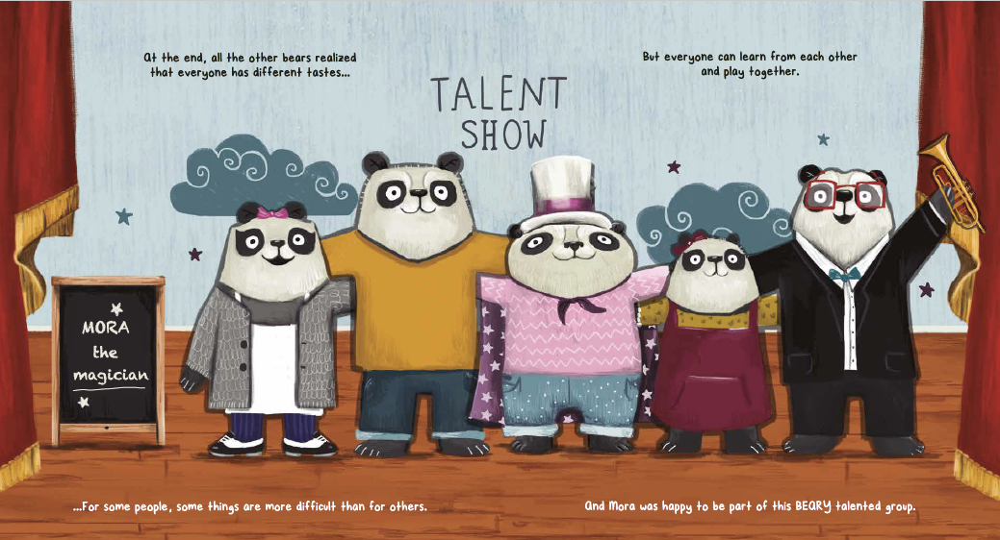 At the end, all the other bears realized
that everyone has different tastes...
But everyone can learn from each other
and play together.
TALENT
SHOW
MORA
the
magician
...For some people, some things are more difficult than for others.
And Mora was happy to be part of this BEARY talented group.